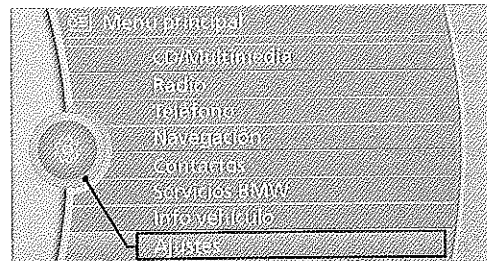 Menú principal
CD/Multimedia
Radio
Teléfono
Navegación
Contactos
Servicios BMW
Info vehículo
Ajustes